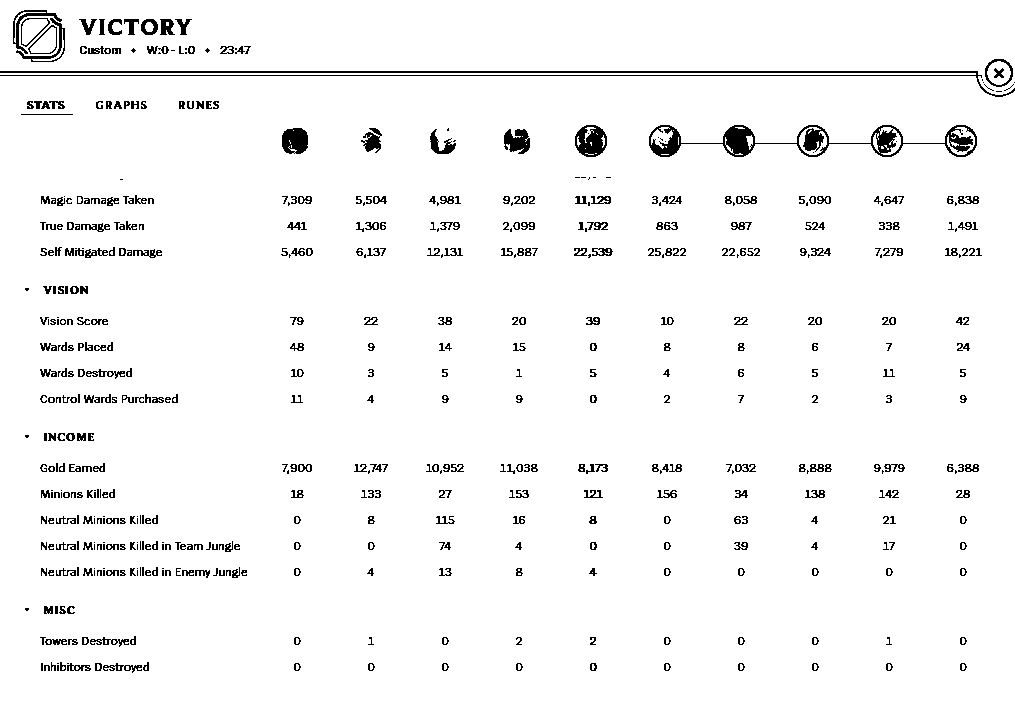 VICTORY
Custom • W:0 - L:0 • 23:47
STATS GRAPHS RUNES
Magic Damage Taken 7,309 5,504 4,981 9,202 11,129 3,424 8,058 5,090 4,647 6,838
True Damage Taken 441 1,306 1,379 2,099 1,792 863 987 524 338 1,491
Self Mitigated Damage 5,460 6,137 12,131 15,887 22,539 25,822 22,652 9,324 7,279 18,221
VISION
Vision Score 79 22 38 20 39 10 22 20 20 42
Wards Placed 48 9 14 15 0 8 8 6 7 24
Wards Destroyed 10 3 5 1 5 4 6 5 11 5
Control Wards Purchased 11 4 9 9 0 2 7 2 3 9
INCOME
Gold Earned 7,900 12,747 10,952 11,038 8,173 8,418 7,032 8,888 9,979 6,388
Minions Killed 18 133 27 153 121 156 34 138 142 28
Neutral Minions Killed 0 8 115 16 8 0 63 4 21 0
Neutral Minions Killed in Team Jungle 0 0 74 4 0 0 39 4 17 0
Neutral Minions Killed in Enemy Jungle 0 4 13 8 4 0 0 0 0 0
MISC
Towers Destroyed 0 1 0 2 2 0 0 0 1 0
Inhibitors Destroyed 0 0 0 0 0 0 0 0 0 0